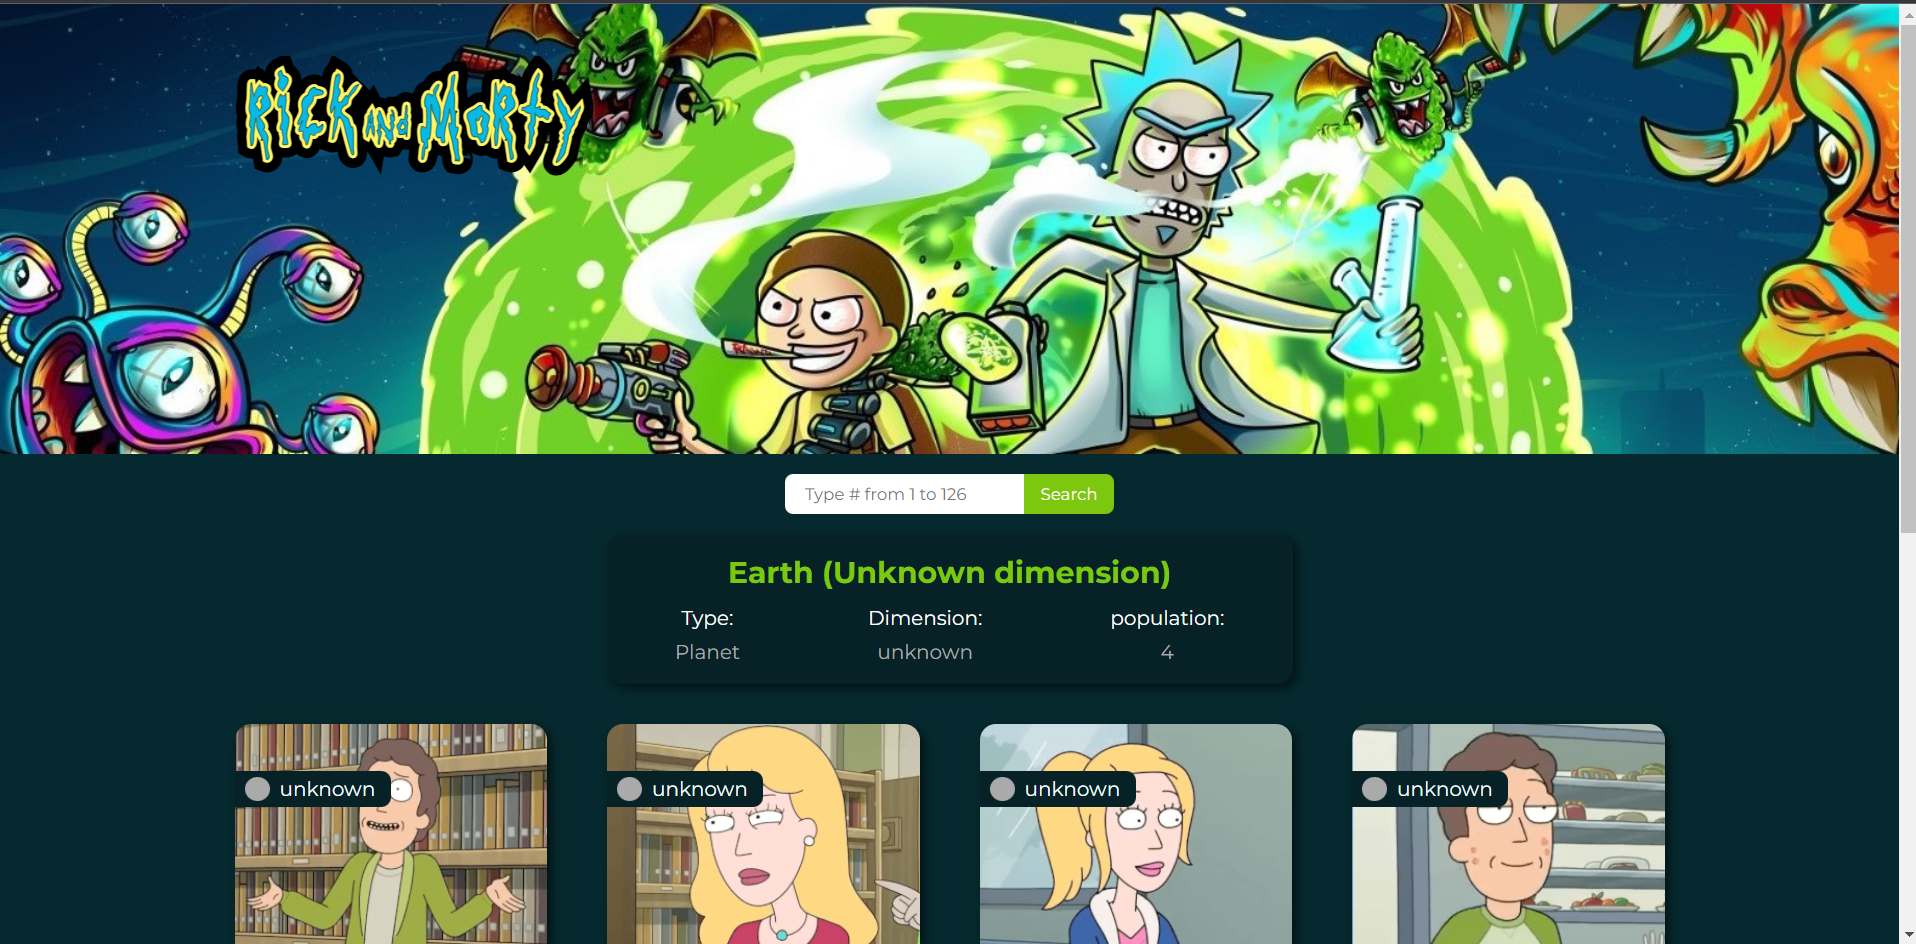 Rick and Morty
Type # from 1 to 126
Search
Earth (Unknown dimension)
Type:
Dimension:
population:
Planet
unknown
4
unknown
unknown
unknown
unknown